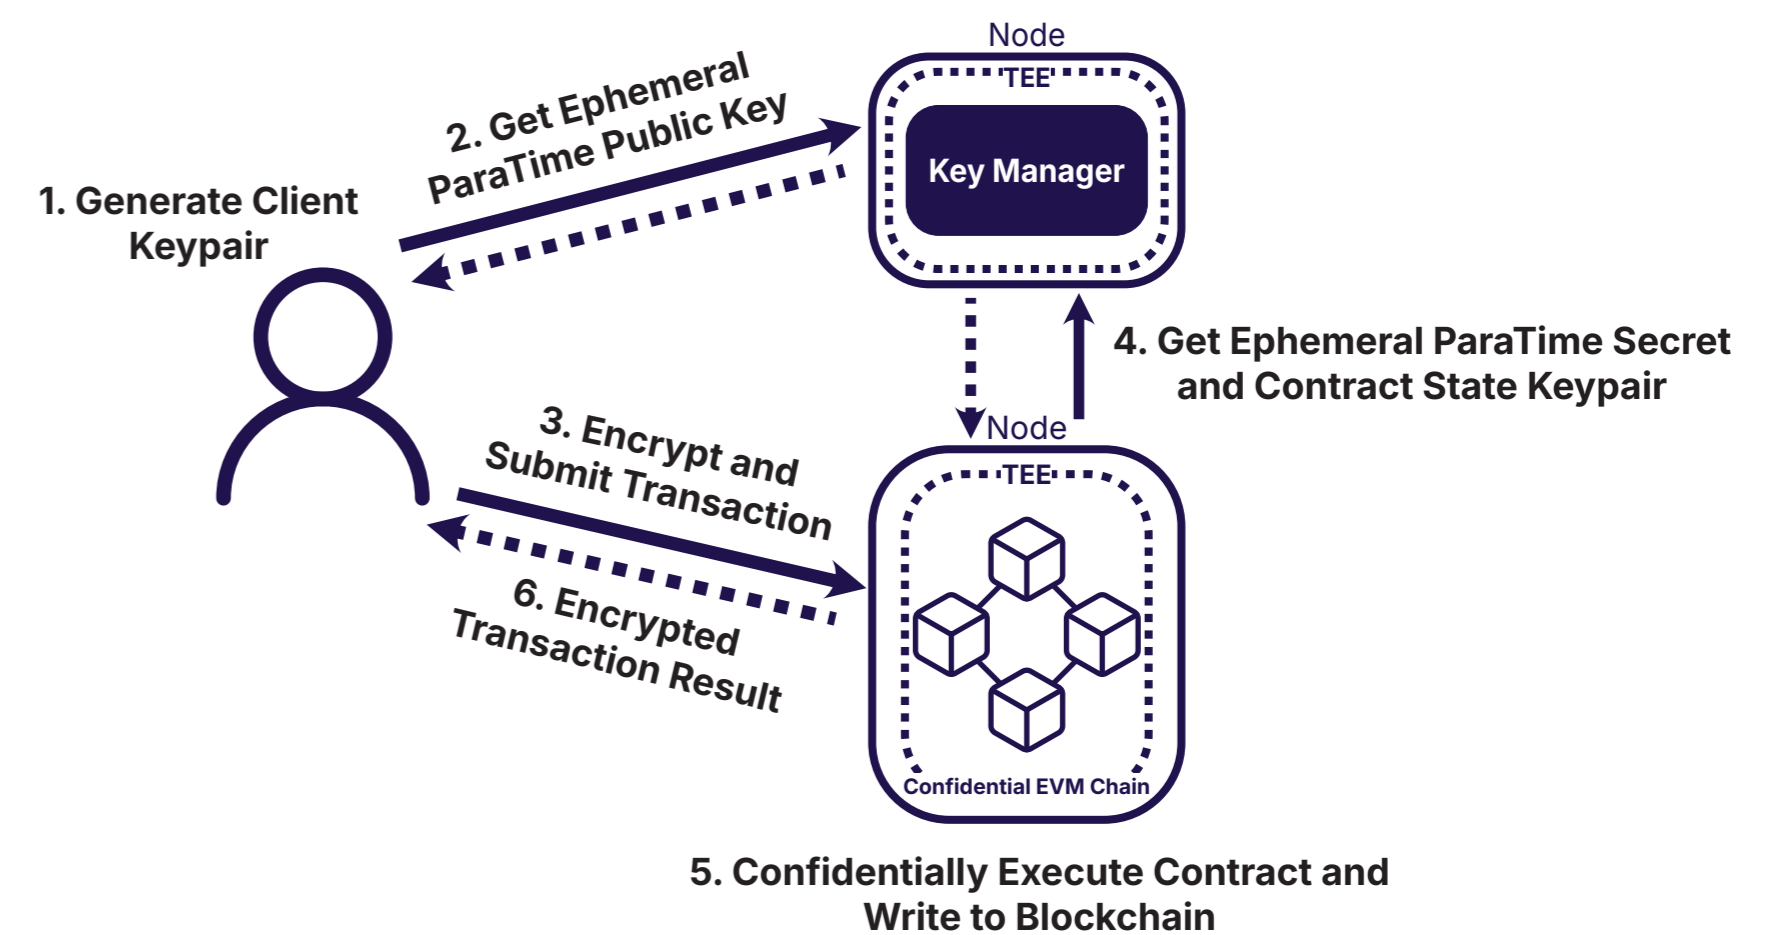 Node
TEE
Key Manager
2. Get Ephemeral
ParaTime Public Key
1. Generate Client
Keypair
4. Get Ephemeral ParaTime Secret
and Contract State Keypair
3. Encrypt and
Submit Transaction
Node
TEE
6. Encrypted
Transaction Result
Confidential EVM Chain
5. Confidentially Execute Contract and
Write to Blockchain